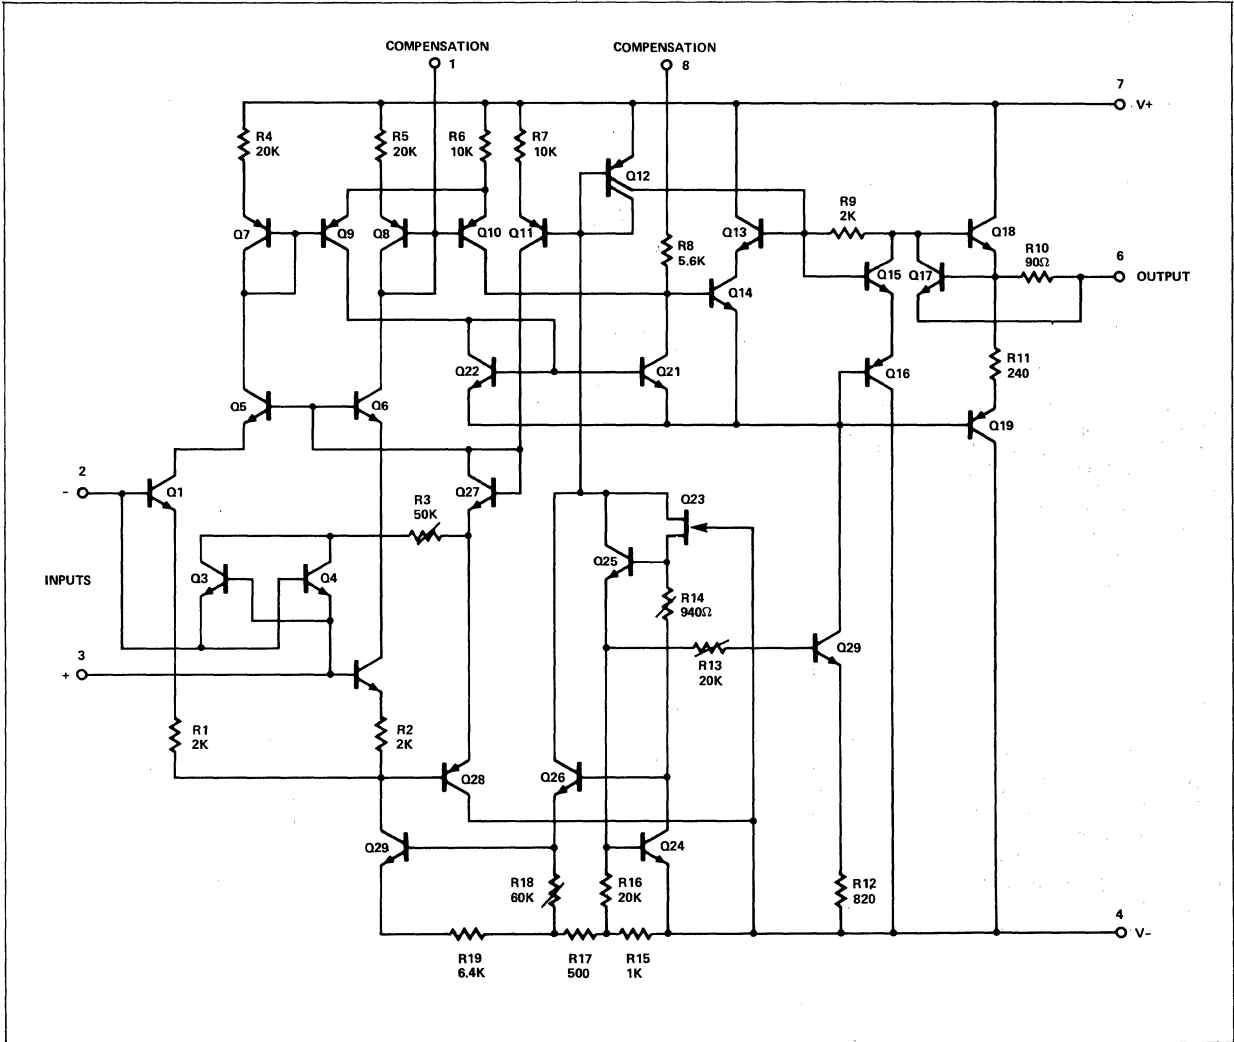 COMPENSATION
1
COMPENSATION
8
7
V+
R4
20K
R5
20K
R6
10K
R7
10K
Q12
R9
2K
Q7
Q9
Q8
Q10
Q11
R8
5.6K
Q13
Q18
R10
90Ω
6
OUTPUT
Q15
Q17
Q14
Q22
Q21
Q16
R11
240
Q5
Q6
Q19
2
-
Q1
Q27
R3
50K
Q23
INPUTS
Q3
Q4
Q25
R14
940Ω
3
+
R13
20K
Q29
R1
2K
R2
2K
Q28
Q26
Q29
Q24
R18
60K
R16
20K
R12
820
4
V-
R19
6.4K
R17
500
R15
1K